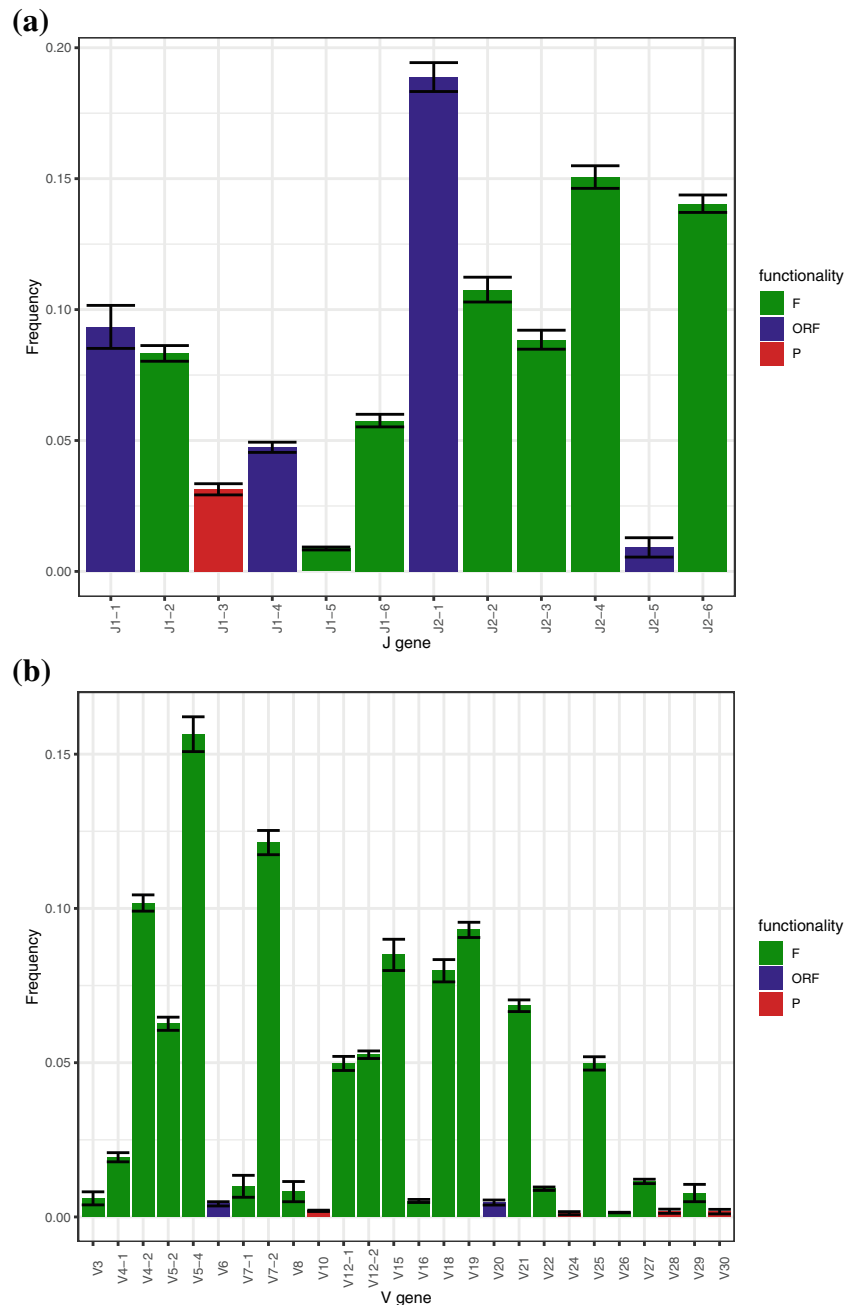 (a)
0.20
0.15
0.10
0.05
0.00
Frequency
J1−1
J1−2
J1−3
J1−4
J1−5
J1−6
J2−1
J2−2
J2−3
J2−4
J2−5
J2−6
J gene
functionality
F
ORF
P
(b)
0.15
0.10
0.05
0.00
Frequency
V3
V4−1
V4−2
V5−2
V5−4
V6
V7−1
V7−2
V8
V10
V12−1
V12−2
V15
V16
V18
V19
V20
V21
V22
V24
V25
V26
V27
V28
V29
V30
V gene
functionality
F
ORF
P